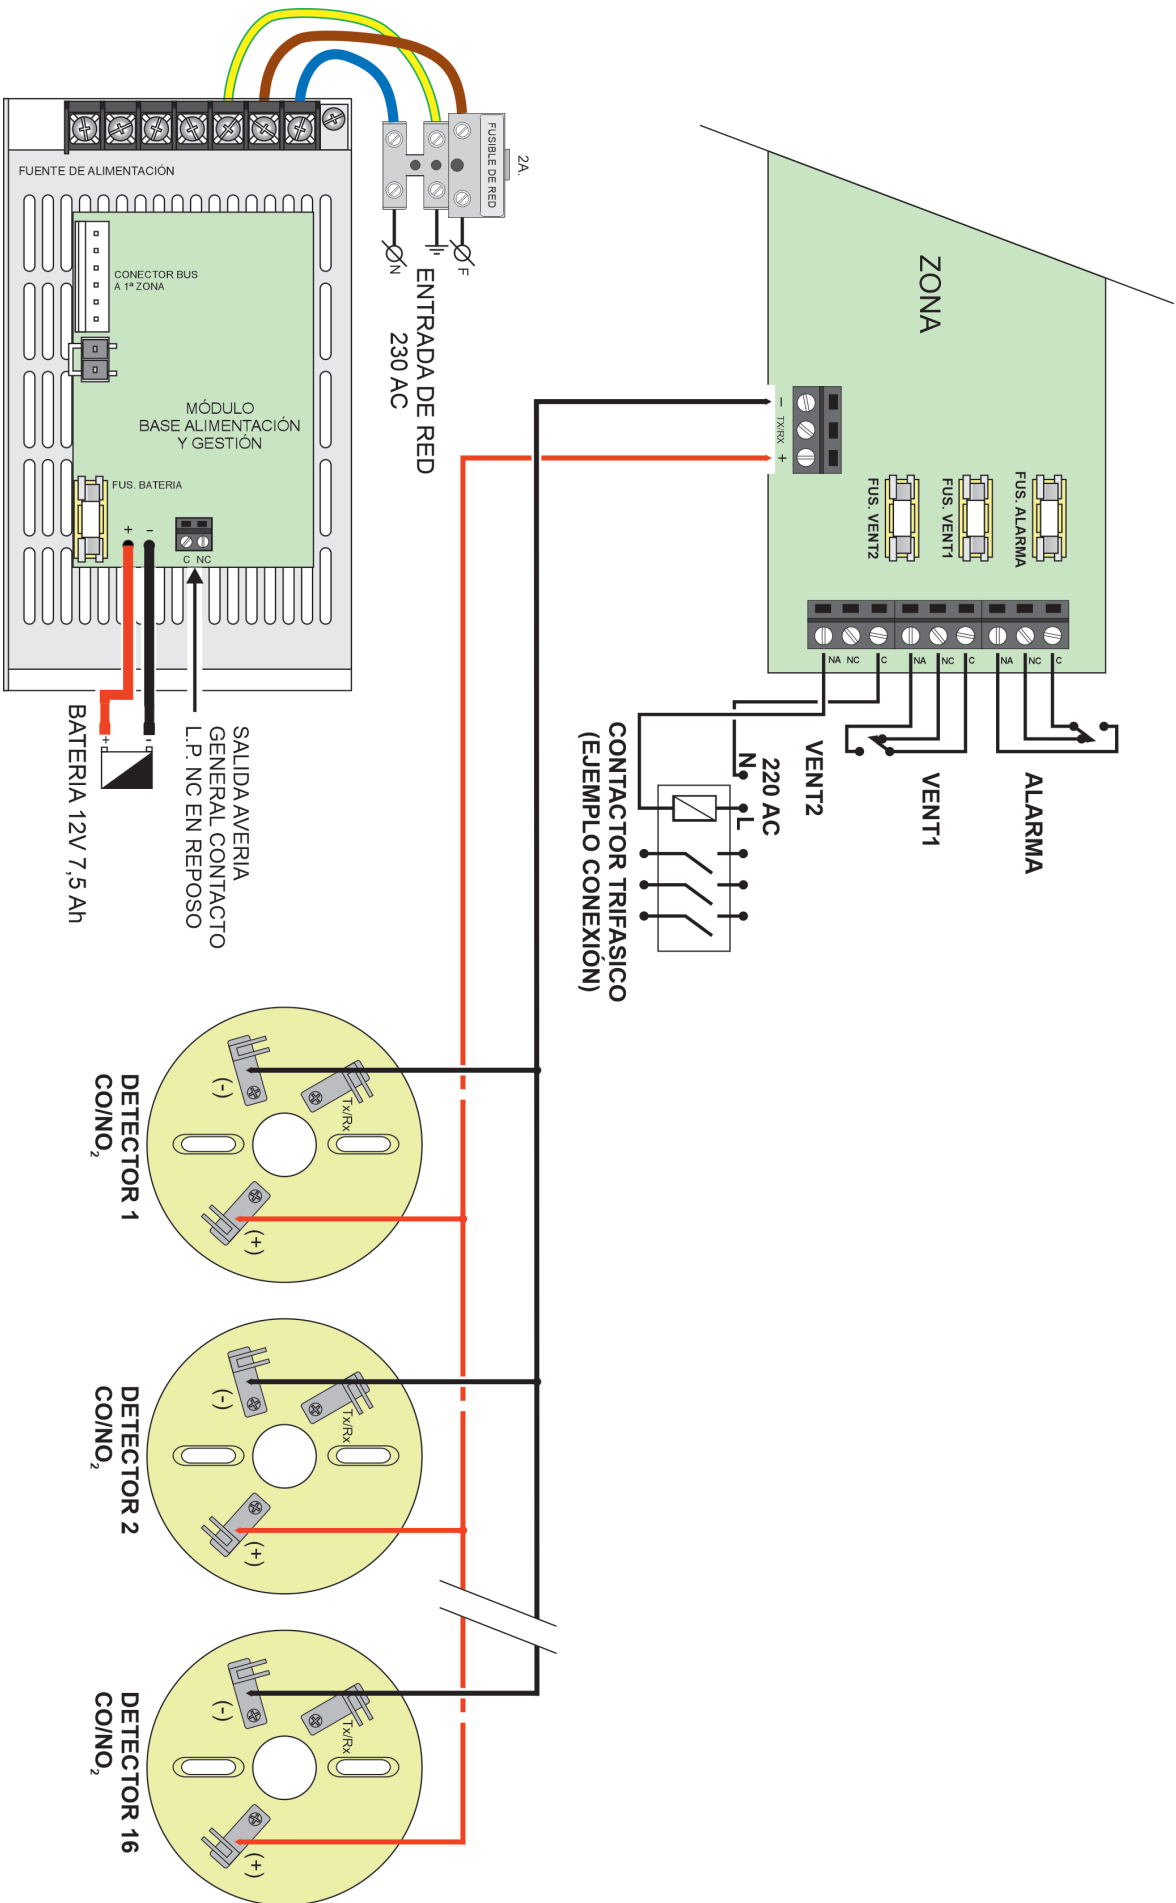 2A.
FUSIBLE DE RED
N
F
ENTRADA DE RED
230 AC
FUENTE DE ALIMENTACIÓN
CONECTOR BUS
A 1ª ZONA
MÓDULO
BASE ALIMENTACIÓN
Y GESTIÓN
FUS. BATERIA
+ -
C NC
+ -
BATERIA 12V 7,5 Ah
SALIDA AVERIA
GENERAL CONTACTO
L.P. NC EN REPOSO
ZONA
- TX/RX +
FUS. ALARMA
FUS. VENT1
FUS. VENT2
NA NC C NA NC C NA NC C
ALARMA
VENT1
VENT2
220 AC
N L
CONTACTOR TRIFASICO
(EJEMPLO CONEXIÓN)
(-)
Tx/Rx
(+)
DETECTOR 1
CO/NO₂
(-)
Tx/Rx
(+)
DETECTOR 2
CO/NO₂
(-)
Tx/Rx
(+)
DETECTOR 16
CO/NO₂